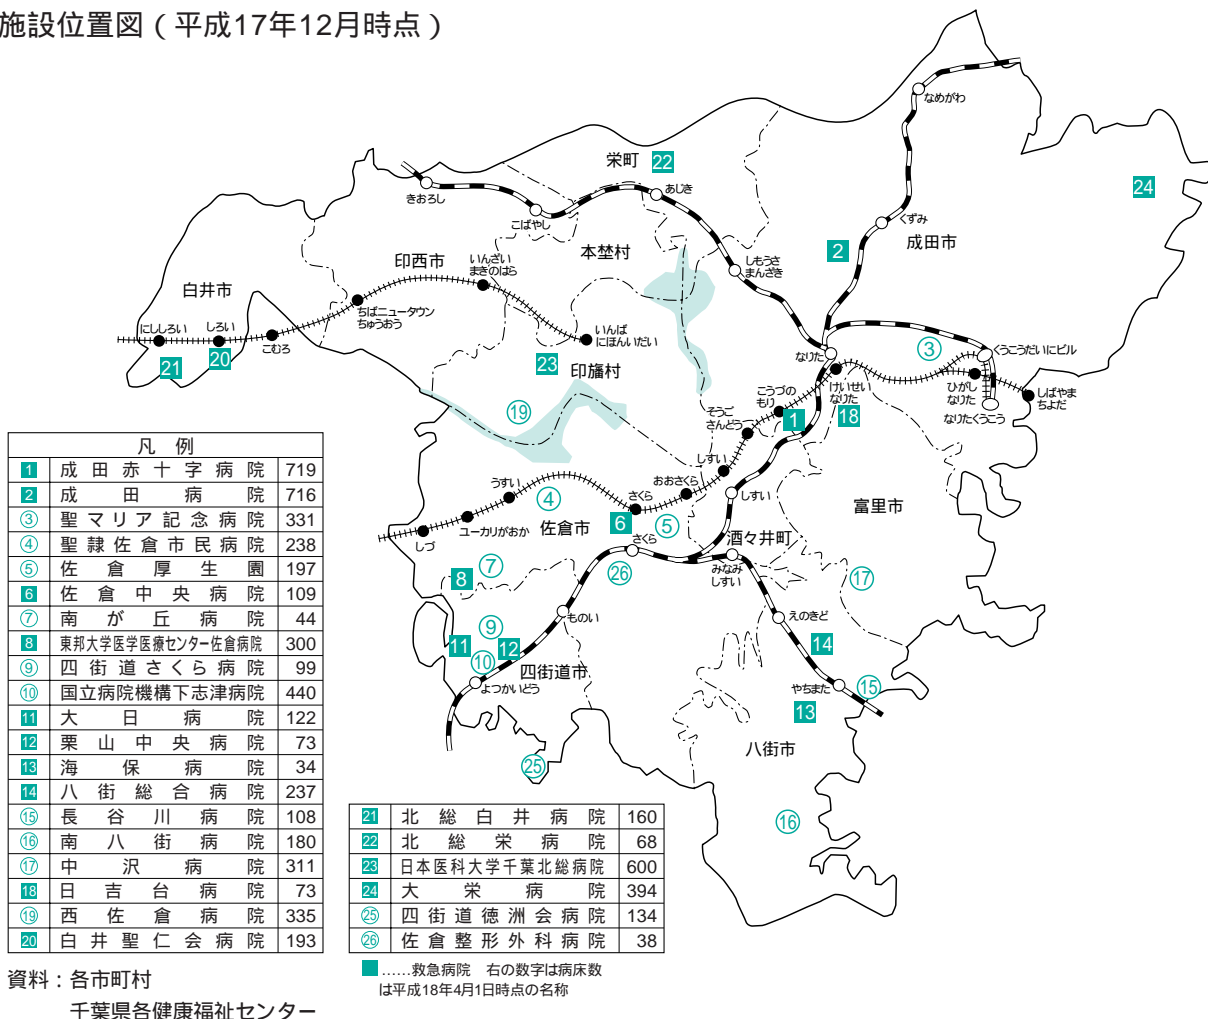 施設位置図（平成17年12月時点）
なめがわ
栄町
22
24
きおろし
あじき
こばやし
くずみ
成田市
2
本埜村
印西市
いんざい
まきのはら
しもうさ
まんざき
白井市
ちばニュータウン
ちゅうおう
にししろい
しろい
こむろ
いんば
にほんいだい
なりた
③
くうこうだいにビル
21
20
23
印旛村
けいせい
なりた
ひがし
なりた
しばやま
ちよだ
こうづの
もり
なりたくうこう
⑲
そうご
さんどう
1
18
しすい
うすい
④
おおさくら
さくら
しすい
富里市
6
⑤
佐倉市
ユーカリがおか
しづ
さくら
酒々井町
⑦
8
㉖
みなみ
しすい
⑰
ものい
えのきど
⑨
11
12
14
⑩
四街道市
よつかいどう
やちまた
⑮
13
八街市
㉕
⑯
凡例
1 成田赤十字病院 719
2 成田病院 716
③ 聖マリア記念病院 331
④ 聖隷佐倉市民病院 238
⑤ 佐倉厚生園 197
6 佐倉中央病院 109
⑦ 南が丘病院 44
8 東邦大学医学医療センター佐倉病院 300
⑨ 四街道さくら病院 99
⑩ 国立病院機構下志津病院 440
11 大日病院 122
12 栗山中央病院 73
13 海保病院 34
14 八街総合病院 237
⑮ 長谷川病院 108
⑯ 南八街病院 180
⑰ 中沢病院 311
18 日吉台病院 73
⑲ 西佐倉病院 335
20 白井聖仁会病院 193
21 北総白井病院 160
22 北総栄病院 68
23 日本医科大学千葉北総病院 600
24 大栄病院 394
㉕ 四街道徳洲会病院 134
㉖ 佐倉整形外科病院 38
■……救急病院　右の数字は病床数
は平成18年4月1日時点の名称
資料：各市町村
千葉県各健康福祉センター